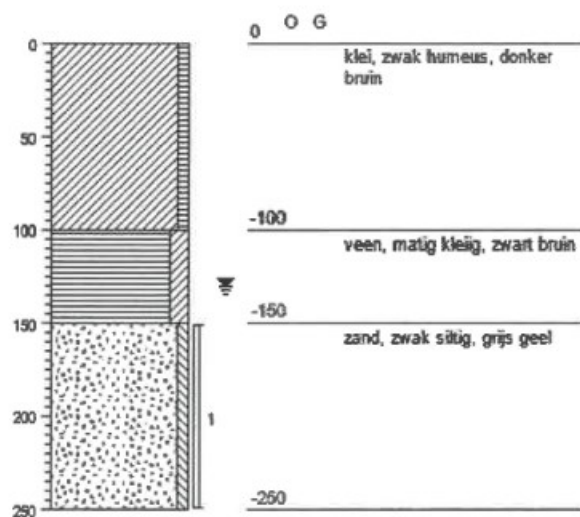 0 O G
0
klei, zwak humeus, donker
bruin
50
100
-100
veen, matig kleiig, zwart bruin
150
-150
zand, zwak siltig, grijs geel
200
1
250
-250